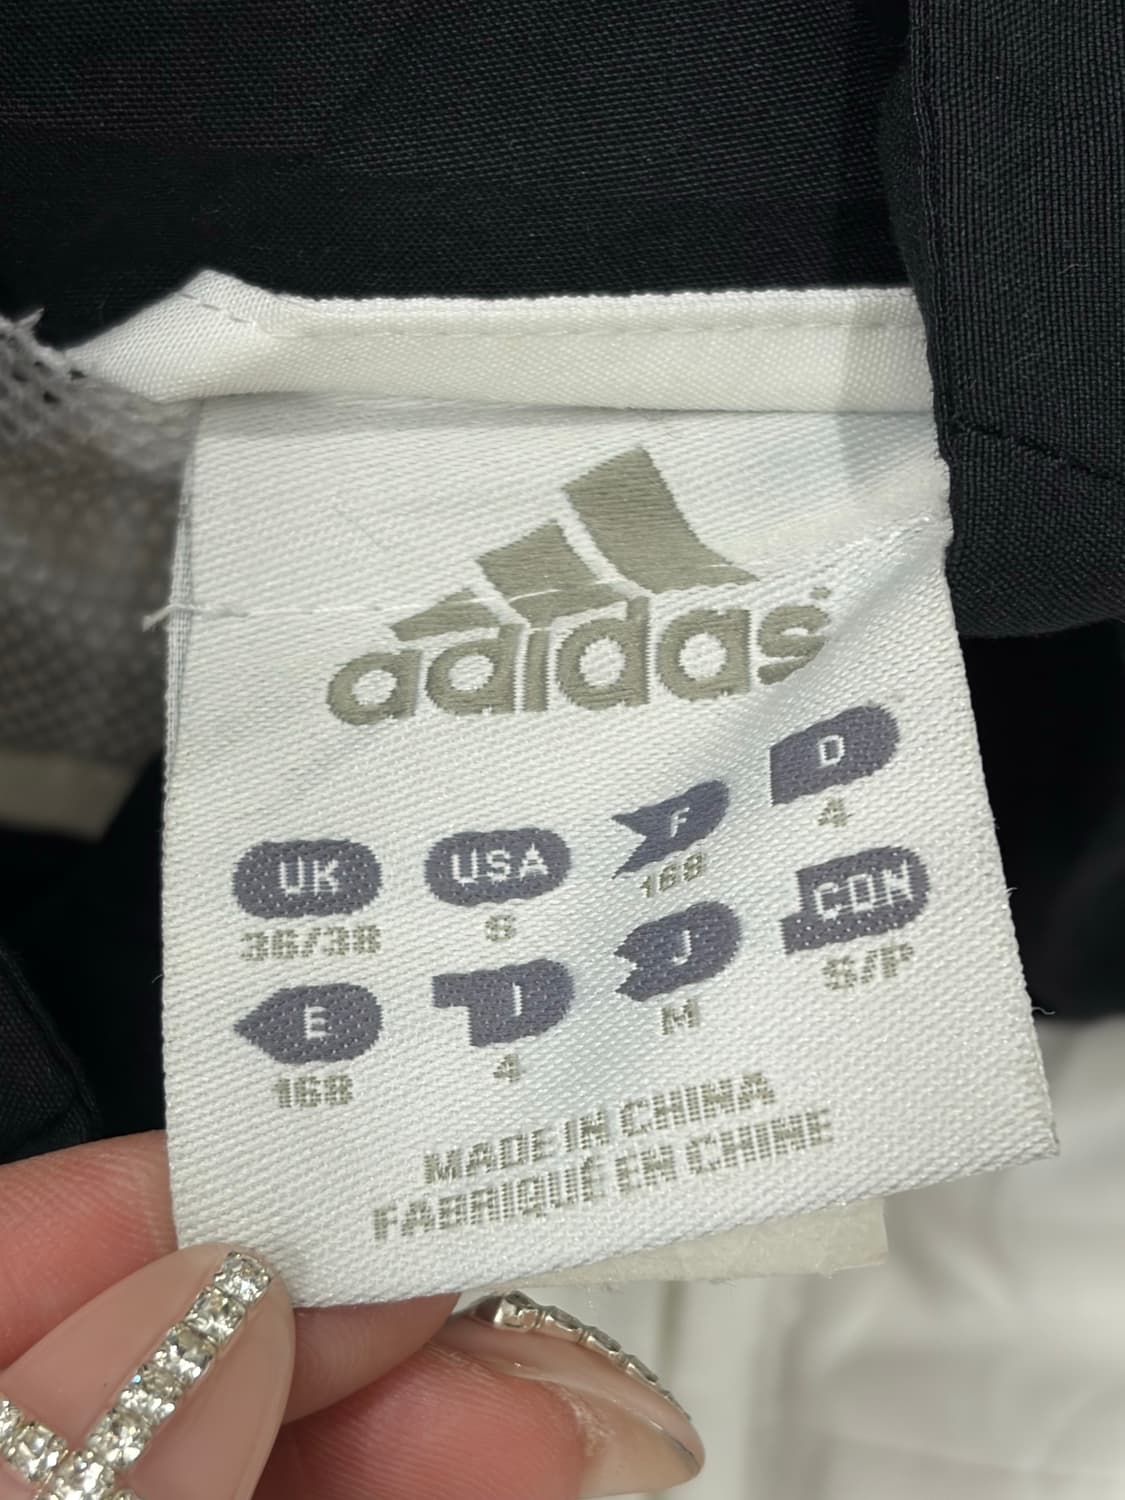 adidas
UK USA F D
36/38 S 168 4
E I J CDN
168 4 M S/P
MADE IN CHINA
FABRIQUÉ EN CHINE